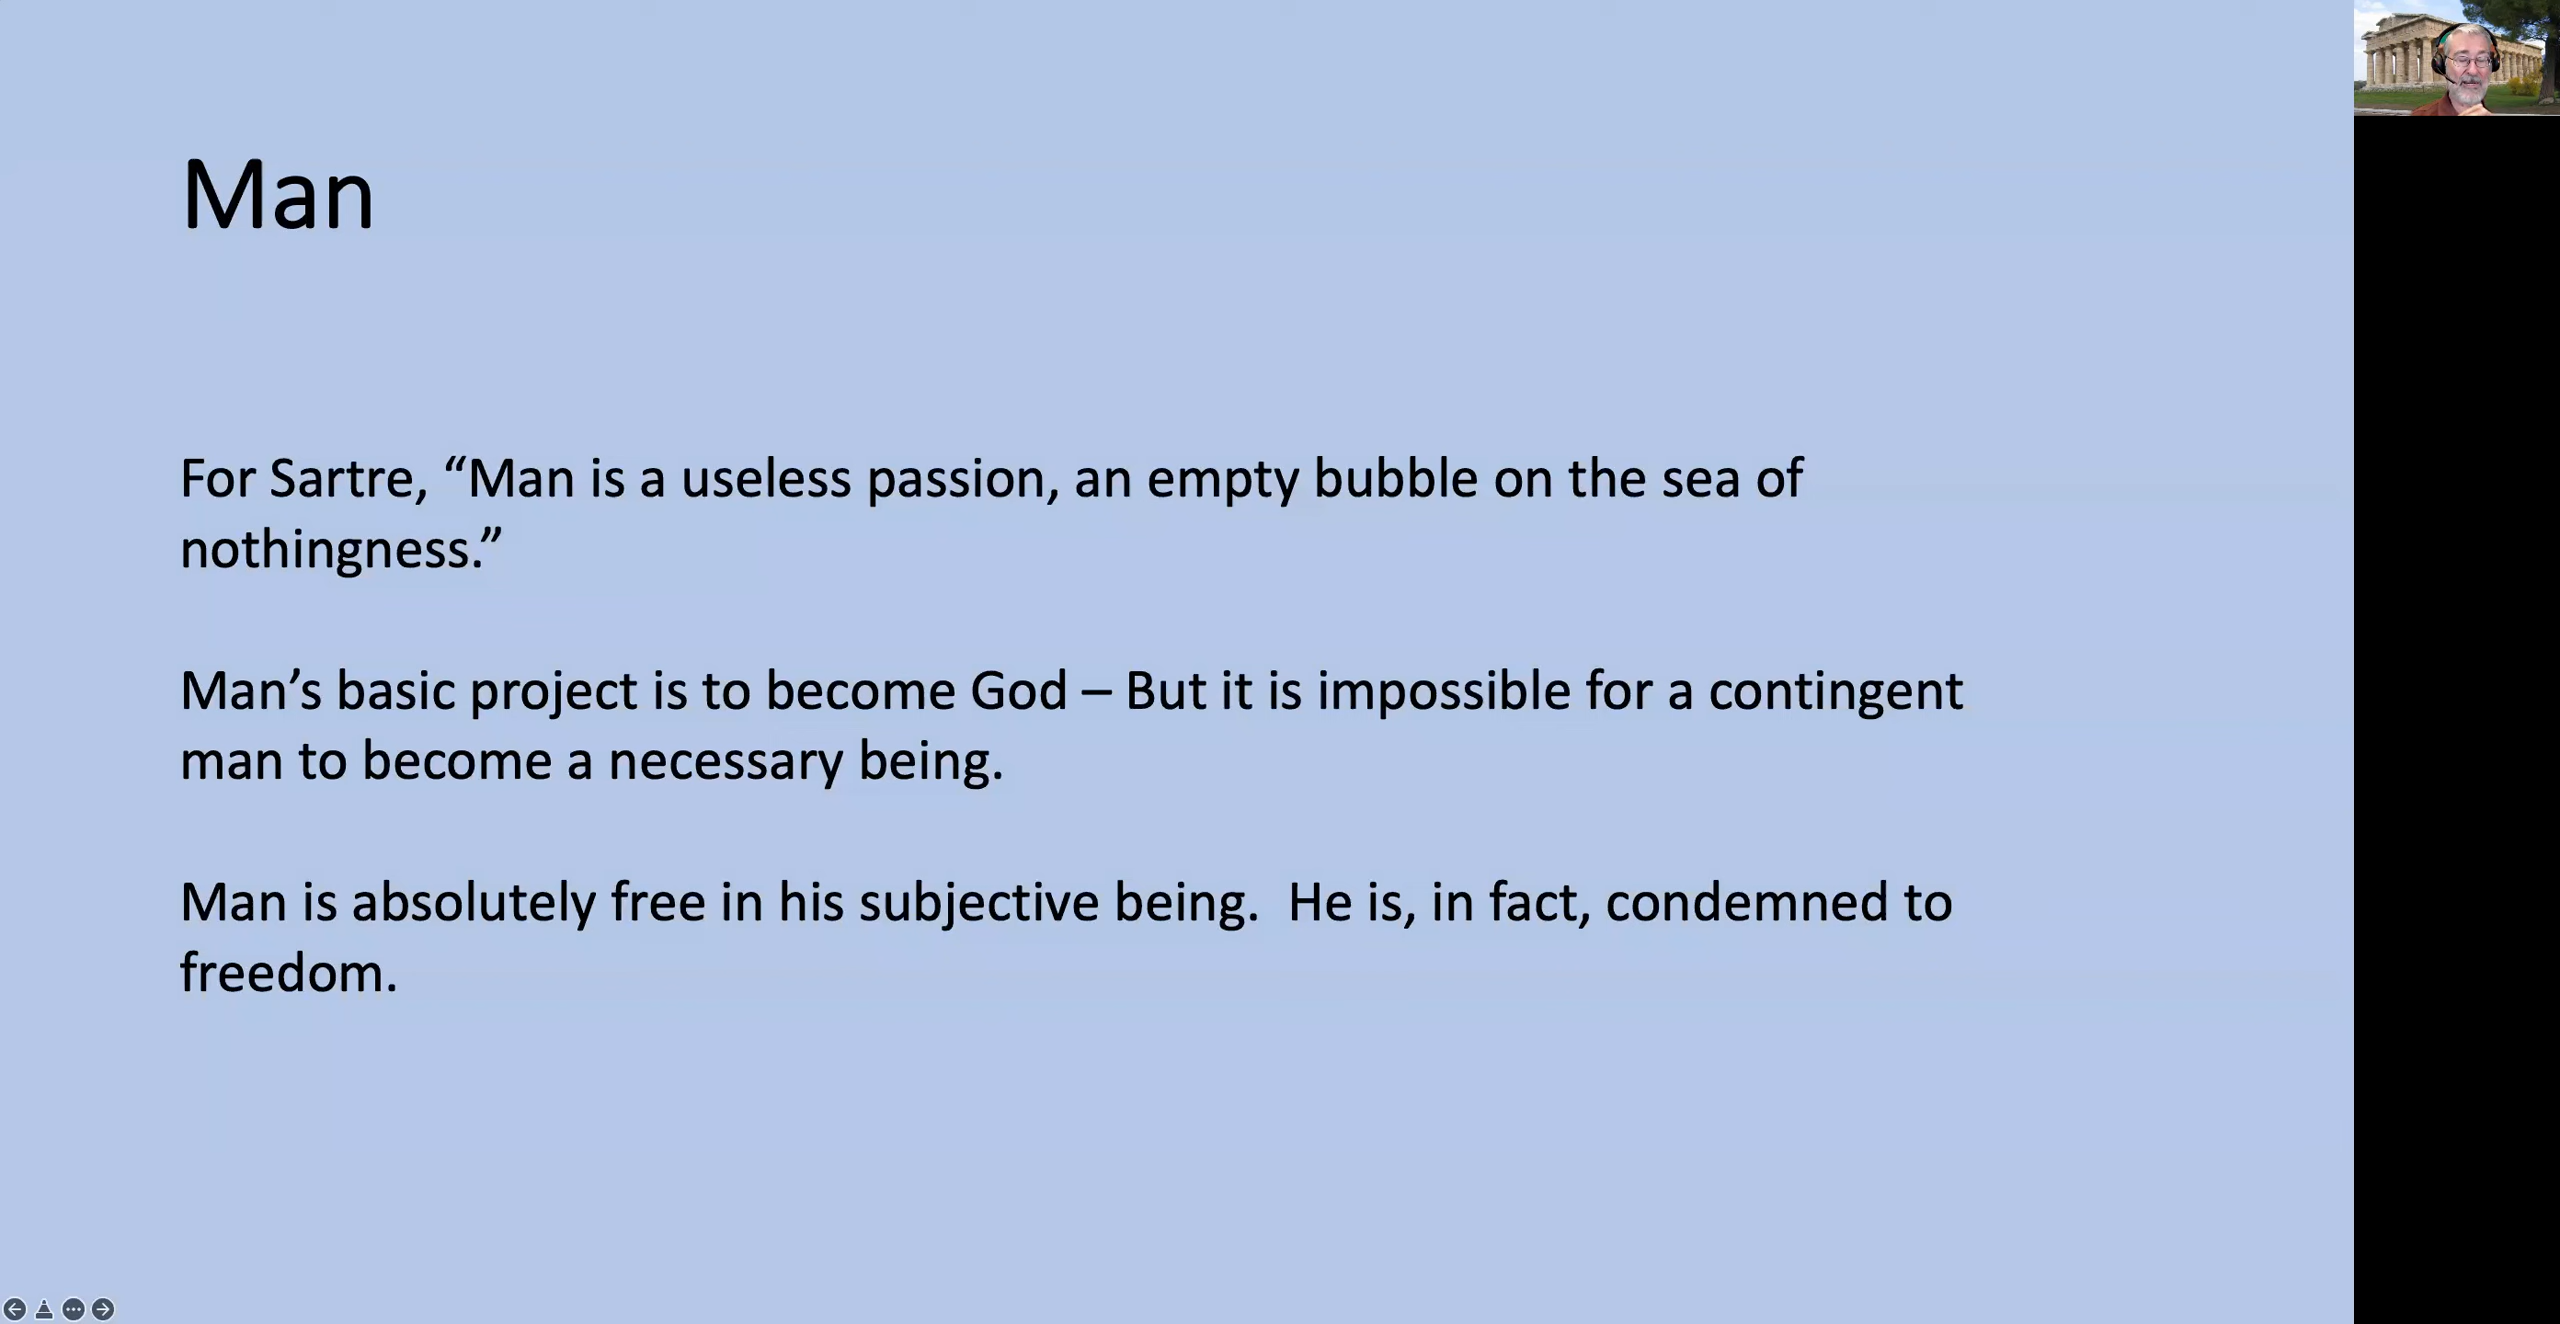 Man
For Sartre, “Man is a useless passion, an empty bubble on the sea of
nothingness.”
Man’s basic project is to become God – But it is impossible for a contingent
man to become a necessary being.
Man is absolutely free in his subjective being.  He is, in fact, condemned to
freedom.